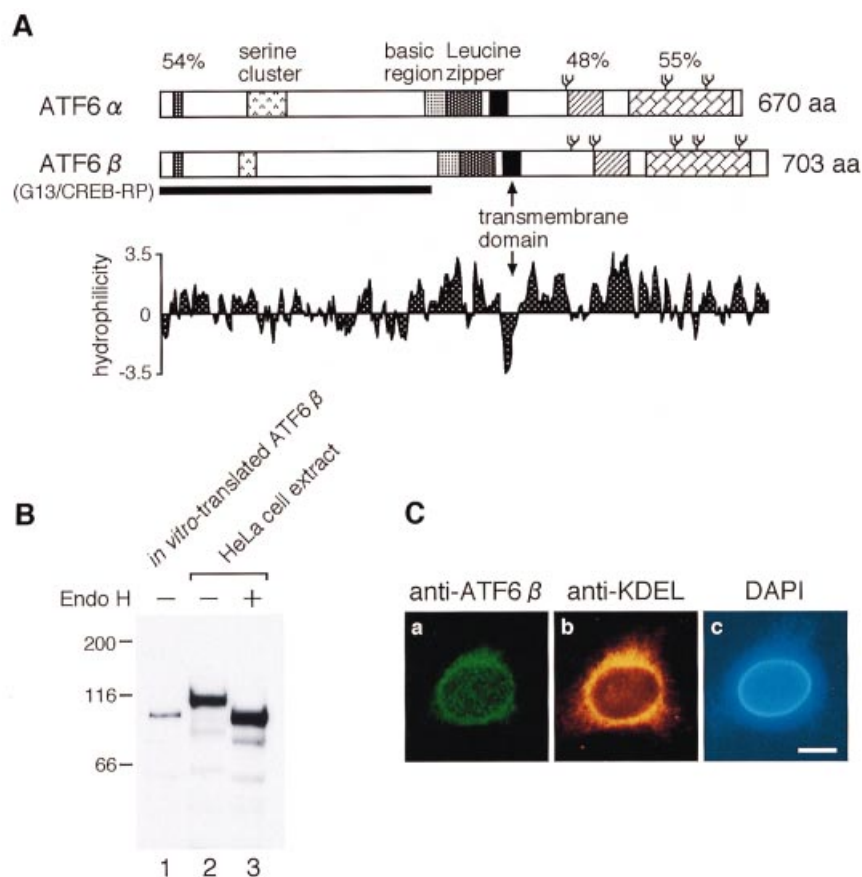 A
54% serine cluster basic region Leucine zipper 48% 55%
ATF6 α 670 aa
ATF6 β 703 aa
(G13/CREB-RP)
transmembrane domain
3.5
0
-3.5
hydrophilicity
B
in vitro-translated ATF6 β
HeLa cell extract
Endo H − − +
200
116
66
1 2 3
C
anti-ATF6 β anti-KDEL DAPI
a b c